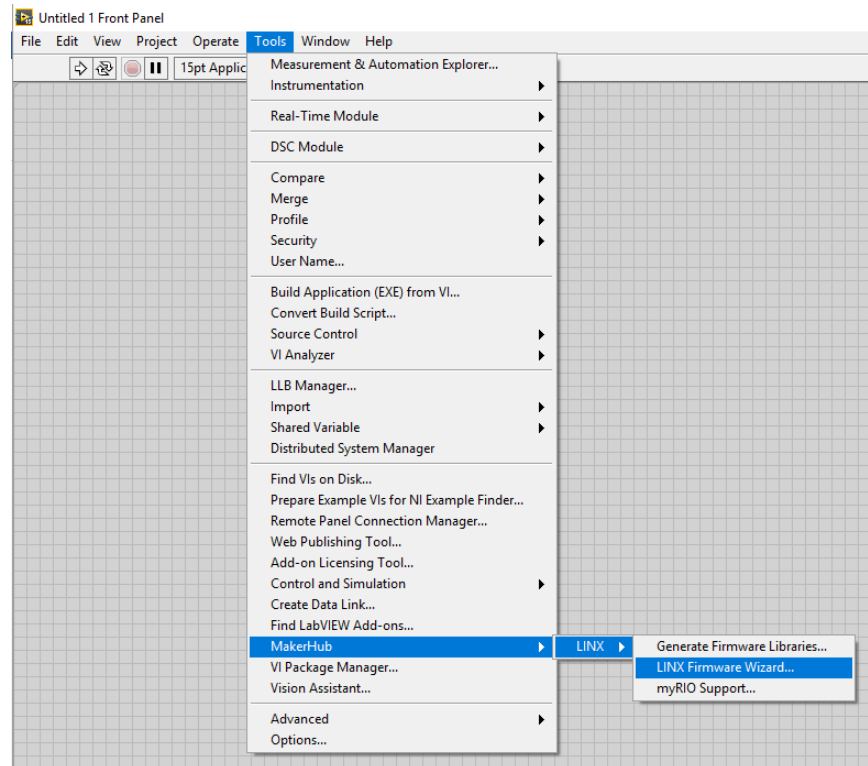 Untitled 1 Front Panel
File Edit View Project Operate Tools Window Help
15pt Applic
Measurement & Automation Explorer...
Instrumentation
Real-Time Module
DSC Module
Compare
Merge
Profile
Security
User Name...
Build Application (EXE) from VI...
Convert Build Script...
Source Control
VI Analyzer
LLB Manager...
Import
Shared Variable
Distributed System Manager
Find VIs on Disk...
Prepare Example VIs for NI Example Finder...
Remote Panel Connection Manager...
Web Publishing Tool...
Add-on Licensing Tool...
Control and Simulation
Create Data Link...
Find LabVIEW Add-ons...
MakerHub LINX Generate Firmware Libraries...
VI Package Manager... LINX Firmware Wizard...
Vision Assistant... myRIO Support...
Advanced
Options...